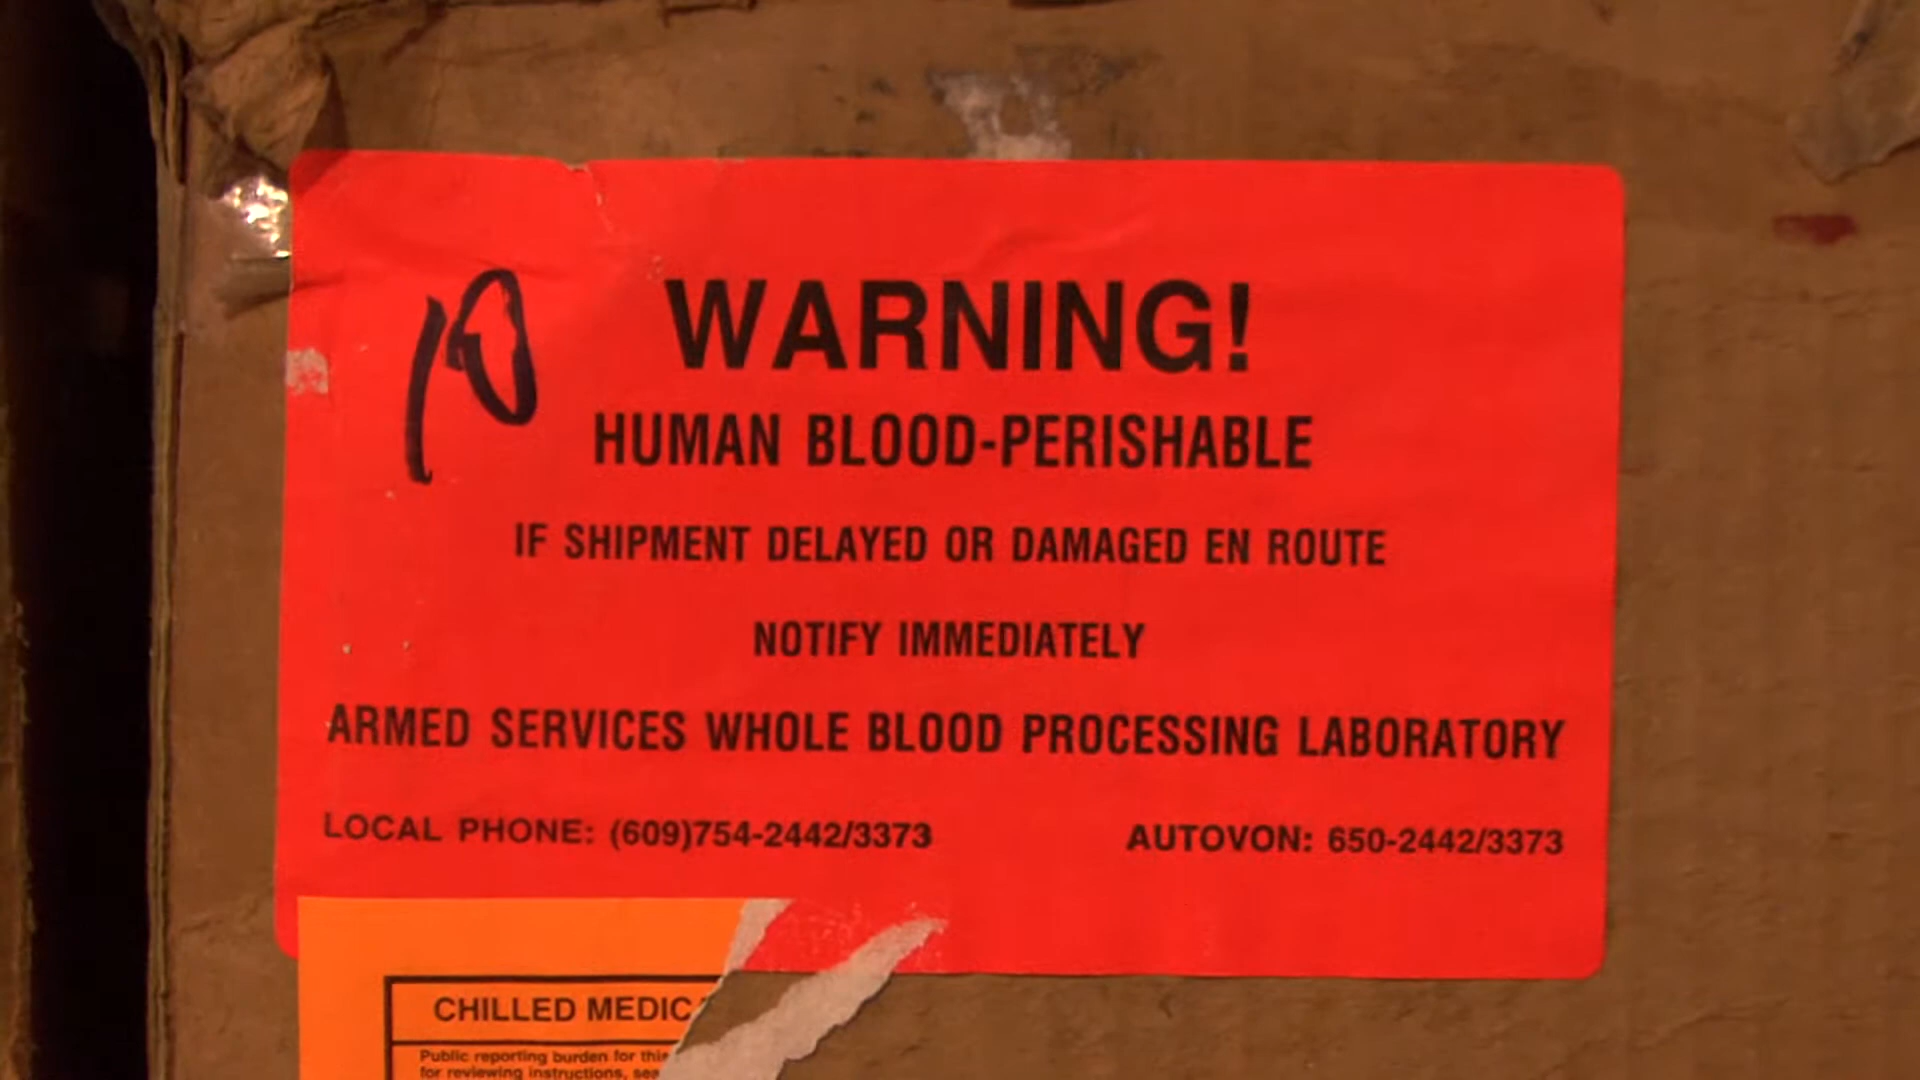 10
WARNING!
HUMAN BLOOD-PERISHABLE
IF SHIPMENT DELAYED OR DAMAGED EN ROUTE
NOTIFY IMMEDIATELY
ARMED SERVICES WHOLE BLOOD PROCESSING LABORATORY
LOCAL PHONE: (609)754-2442/3373 AUTOVON: 650-2442/3373
CHILLED
Public reporting burden for this
for reviewing instructions,